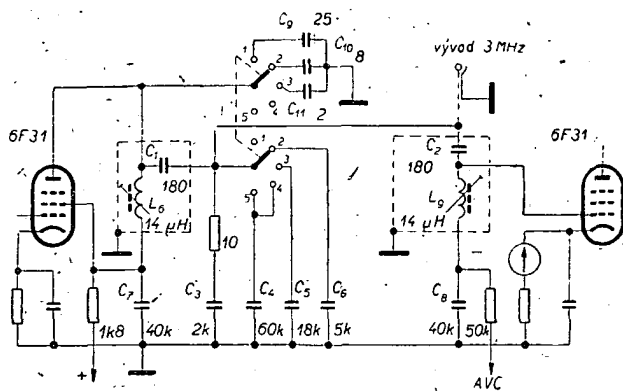 C9 25
C10 8
1
2
3
4
5
C11 2
vývod 3 MHz
6F31
C1
180
L6
14 µH
1
2
3
4
5
C2
180
L9
14 µH
6F31
10
C7
40k
C3
2k
C4
60k
C5
18k
C6
5k
C8
40k
50k
1k8
+
AVC